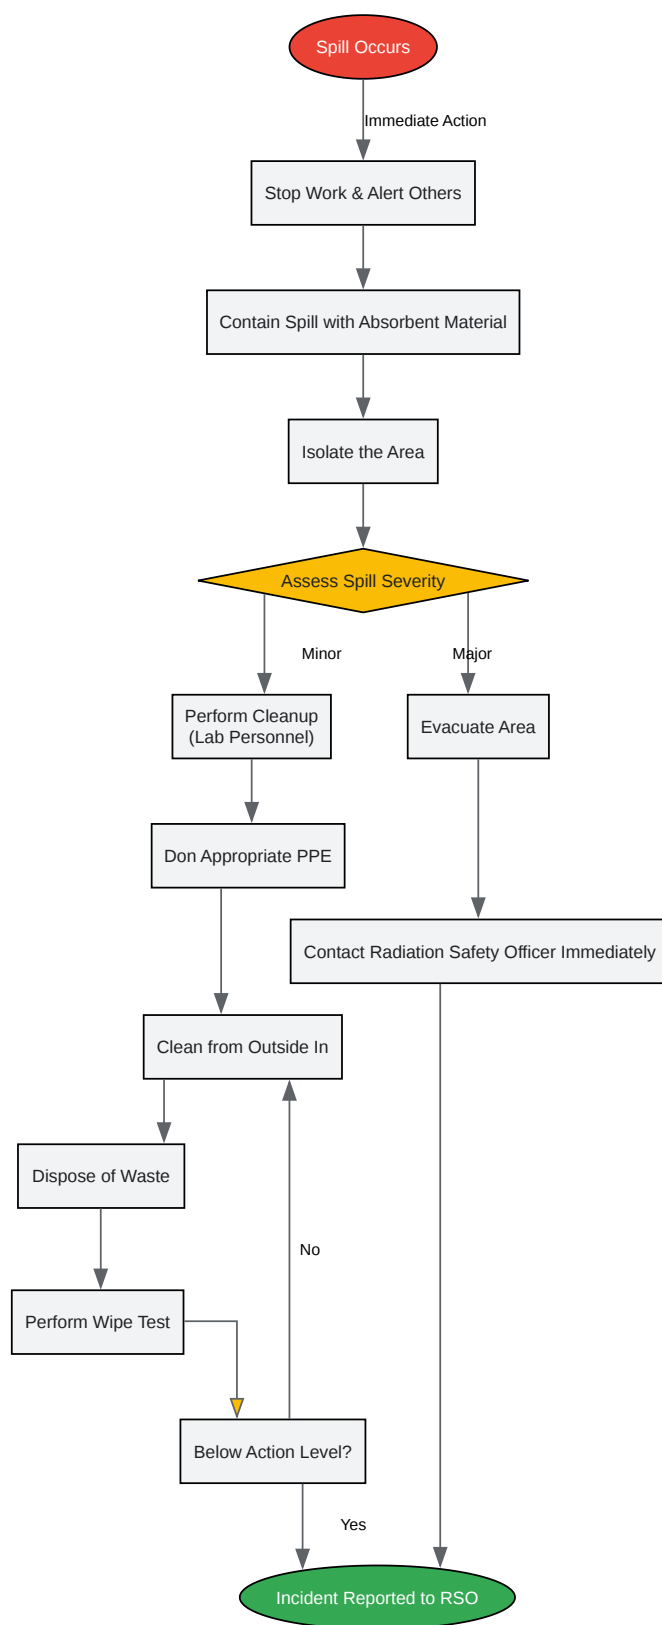 Spill Occurs
Immediate Action
Stop Work & Alert Others
Contain Spill with Absorbent Material
Isolate the Area
Assess Spill Severity
Minor
Major
Perform Cleanup
(Lab Personnel)
Evacuate Area
Don Appropriate PPE
Contact Radiation Safety Officer Immediately
Clean from Outside In
Dispose of Waste
No
Perform Wipe Test
Below Action Level?
Yes
Incident Reported to RSO